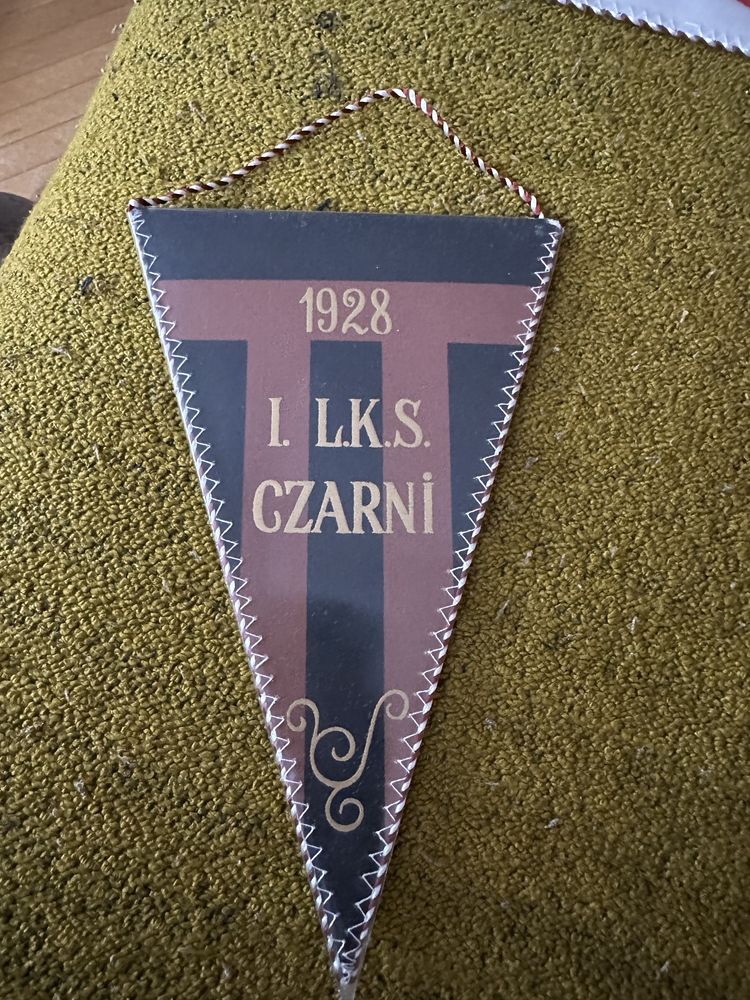 1928
I. L.K.S.
CZARNi